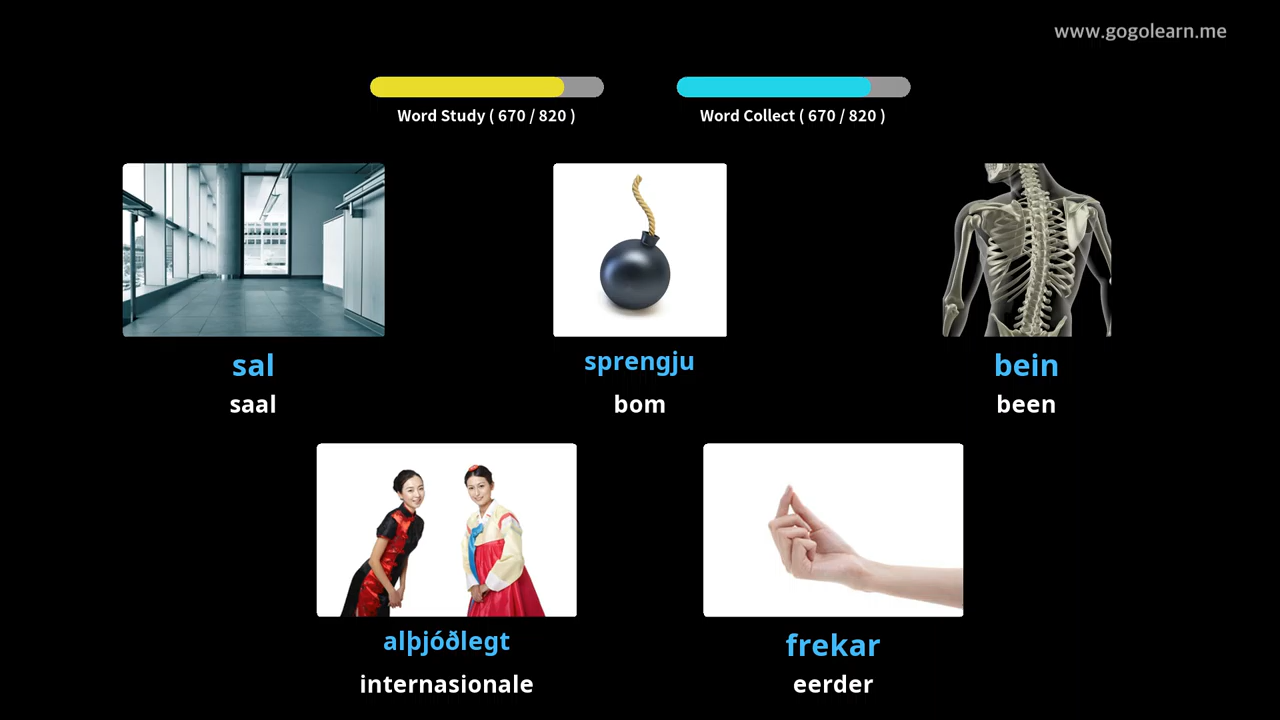 www.gogolearn.me
Word Study ( 670 / 820 )
Word Collect ( 670 / 820 )
sal
saal
sprengju
bom
bein
been
alþjóðlegt
internasionale
frekar
eerder